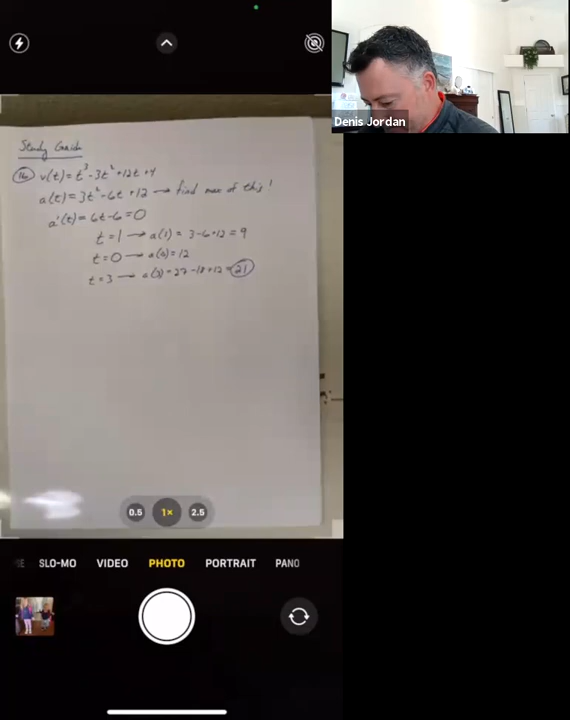 Denis Jordan
Study Guide
16 v(t) = t³ - 3t² + 12t + 4
a(t) = 3t² - 6t + 12 → find max of this!
a'(t) = 6t - 6 = 0
t = 1 → a(1) = 3 - 6 + 12 = 9
t = 0 → a(0) = 12
t = 3 → a(3) = 27 - 18 + 12 = 21
0.5 1× 2.5
SLO-MO VIDEO PHOTO PORTRAIT PANO